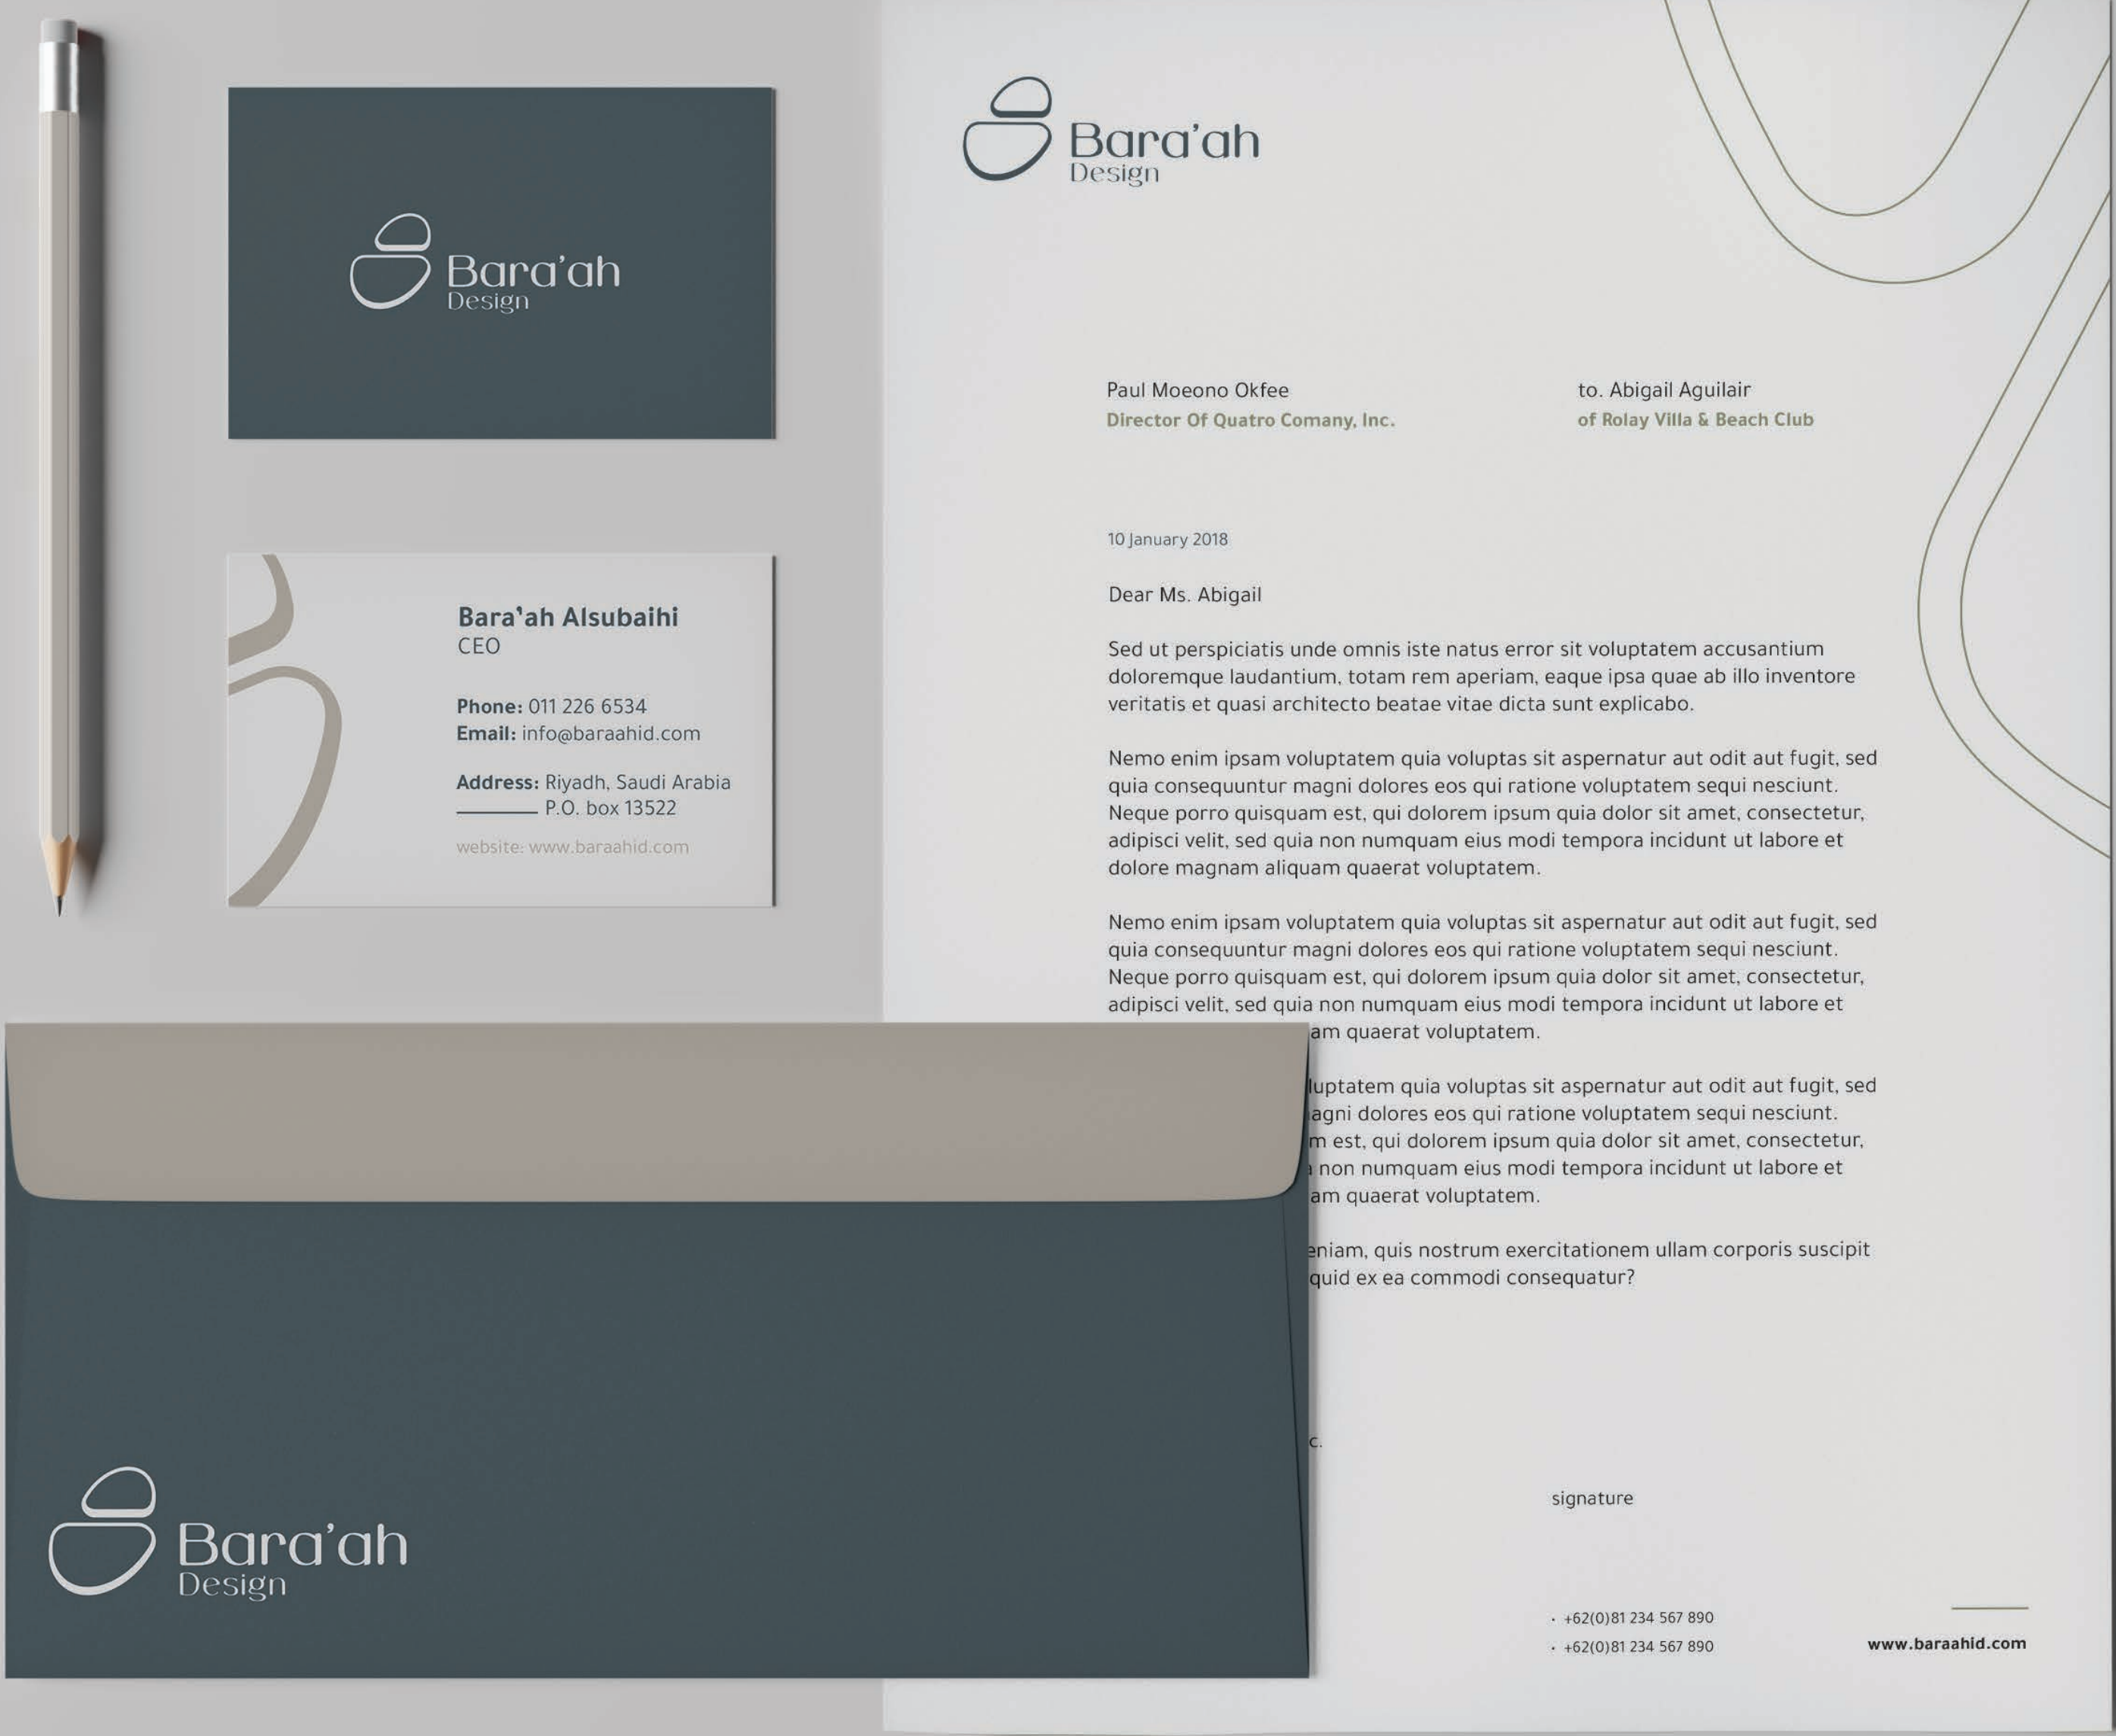 Bara'ah
Design
Bara'ah Alsubaihi
CEO
Phone: 011 226 6534
Email: info@baraahid.com
Address: Riyadh, Saudi Arabia
P.O. box 13522
website: www.baraahid.com
Bara'ah
Design
Bara'ah
Design
Paul Moeono Okfee
Director Of Quatro Comany, Inc.
to. Abigail Aguilair
of Rolay Villa & Beach Club
10 January 2018
Dear Ms. Abigail
Sed ut perspiciatis unde omnis iste natus error sit voluptatem accusantium
doloremque laudantium, totam rem aperiam, eaque ipsa quae ab illo inventore
veritatis et quasi architecto beatae vitae dicta sunt explicabo.
Nemo enim ipsam voluptatem quia voluptas sit aspernatur aut odit aut fugit, sed
quia consequuntur magni dolores eos qui ratione voluptatem sequi nesciunt.
Neque porro quisquam est, qui dolorem ipsum quia dolor sit amet, consectetur,
adipisci velit, sed quia non numquam eius modi tempora incidunt ut labore et
dolore magnam aliquam quaerat voluptatem.
Nemo enim ipsam voluptatem quia voluptas sit aspernatur aut odit aut fugit, sed
quia consequuntur magni dolores eos qui ratione voluptatem sequi nesciunt.
Neque porro quisquam est, qui dolorem ipsum quia dolor sit amet, consectetur,
adipisci velit, sed quia non numquam eius modi tempora incidunt ut labore et
quaerat voluptatem.
quia voluptas sit aspernatur aut odit aut fugit, sed
dolores eos qui ratione voluptatem sequi nesciunt.
est, qui dolorem ipsum quia dolor sit amet, consectetur,
non numquam eius modi tempora incidunt ut labore et
quaerat voluptatem.
quis nostrum exercitationem ullam corporis suscipit
quid ex ea commodi consequatur?
signature
• +62(0)81 234 567 890
• +62(0)81 234 567 890
www.baraahid.com